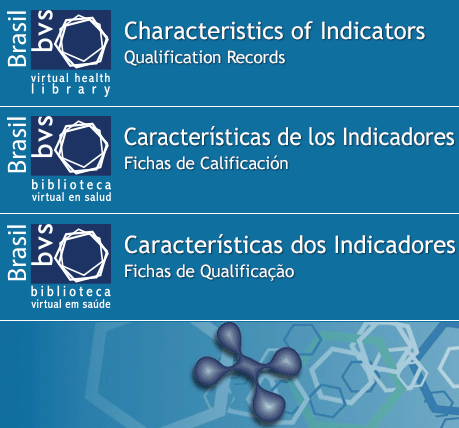 Brasil
bvs
virtual health
library
Characteristics of Indicators
Qualification Records
Brasil
bvs
biblioteca
virtual en salud
Características de los Indicadores
Fichas de Calificación
Brasil
bvs
biblioteca
virtual em saúde
Características dos Indicadores
Fichas de Qualificação